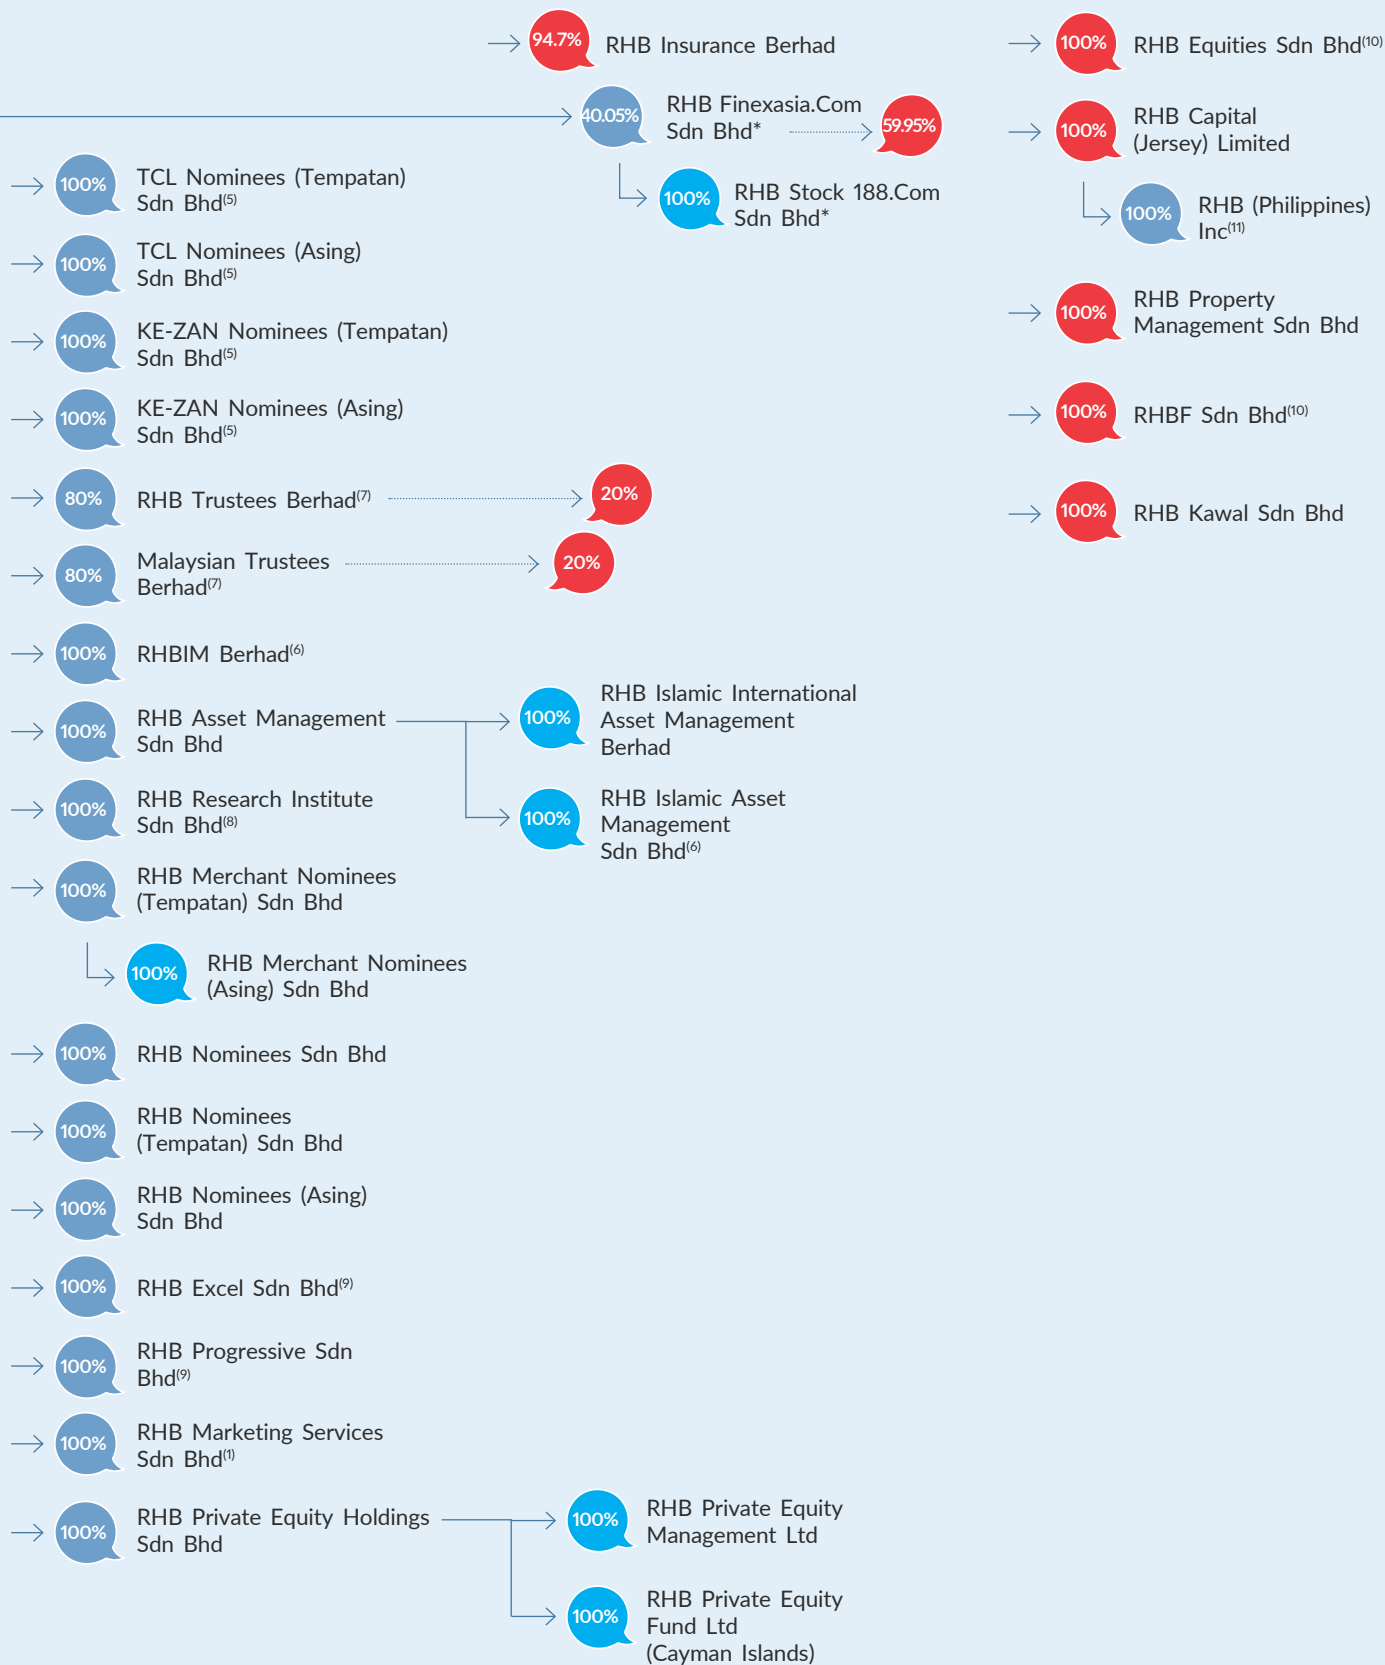 94.7%
RHB Insurance Berhad
40.05%
RHB Finexasia.Com
Sdn Bhd*
59.95%
100%
RHB Stock 188.Com
Sdn Bhd*
100%
RHB Equities Sdn Bhd(10)
100%
RHB Capital
(Jersey) Limited
100%
RHB (Philippines)
Inc(11)
100%
RHB Property
Management Sdn Bhd
100%
RHBF Sdn Bhd(10)
100%
RHB Kawal Sdn Bhd
100%
TCL Nominees (Tempatan)
Sdn Bhd(5)
100%
TCL Nominees (Asing)
Sdn Bhd(5)
100%
KE-ZAN Nominees (Tempatan)
Sdn Bhd(5)
100%
KE-ZAN Nominees (Asing)
Sdn Bhd(5)
80%
RHB Trustees Berhad(7)
20%
80%
Malaysian Trustees
Berhad(7)
20%
100%
RHBIM Berhad(6)
100%
RHB Asset Management
Sdn Bhd
100%
RHB Islamic International
Asset Management
Berhad
100%
RHB Islamic Asset
Management
Sdn Bhd(6)
100%
RHB Research Institute
Sdn Bhd(8)
100%
RHB Merchant Nominees
(Tempatan) Sdn Bhd
100%
RHB Merchant Nominees
(Asing) Sdn Bhd
100%
RHB Nominees Sdn Bhd
100%
RHB Nominees
(Tempatan) Sdn Bhd
100%
RHB Nominees (Asing)
Sdn Bhd
100%
RHB Excel Sdn Bhd(9)
100%
RHB Progressive Sdn
Bhd(9)
100%
RHB Marketing Services
Sdn Bhd(1)
100%
RHB Private Equity Holdings
Sdn Bhd
100%
RHB Private Equity
Management Ltd
100%
RHB Private Equity
Fund Ltd
(Cayman Islands)